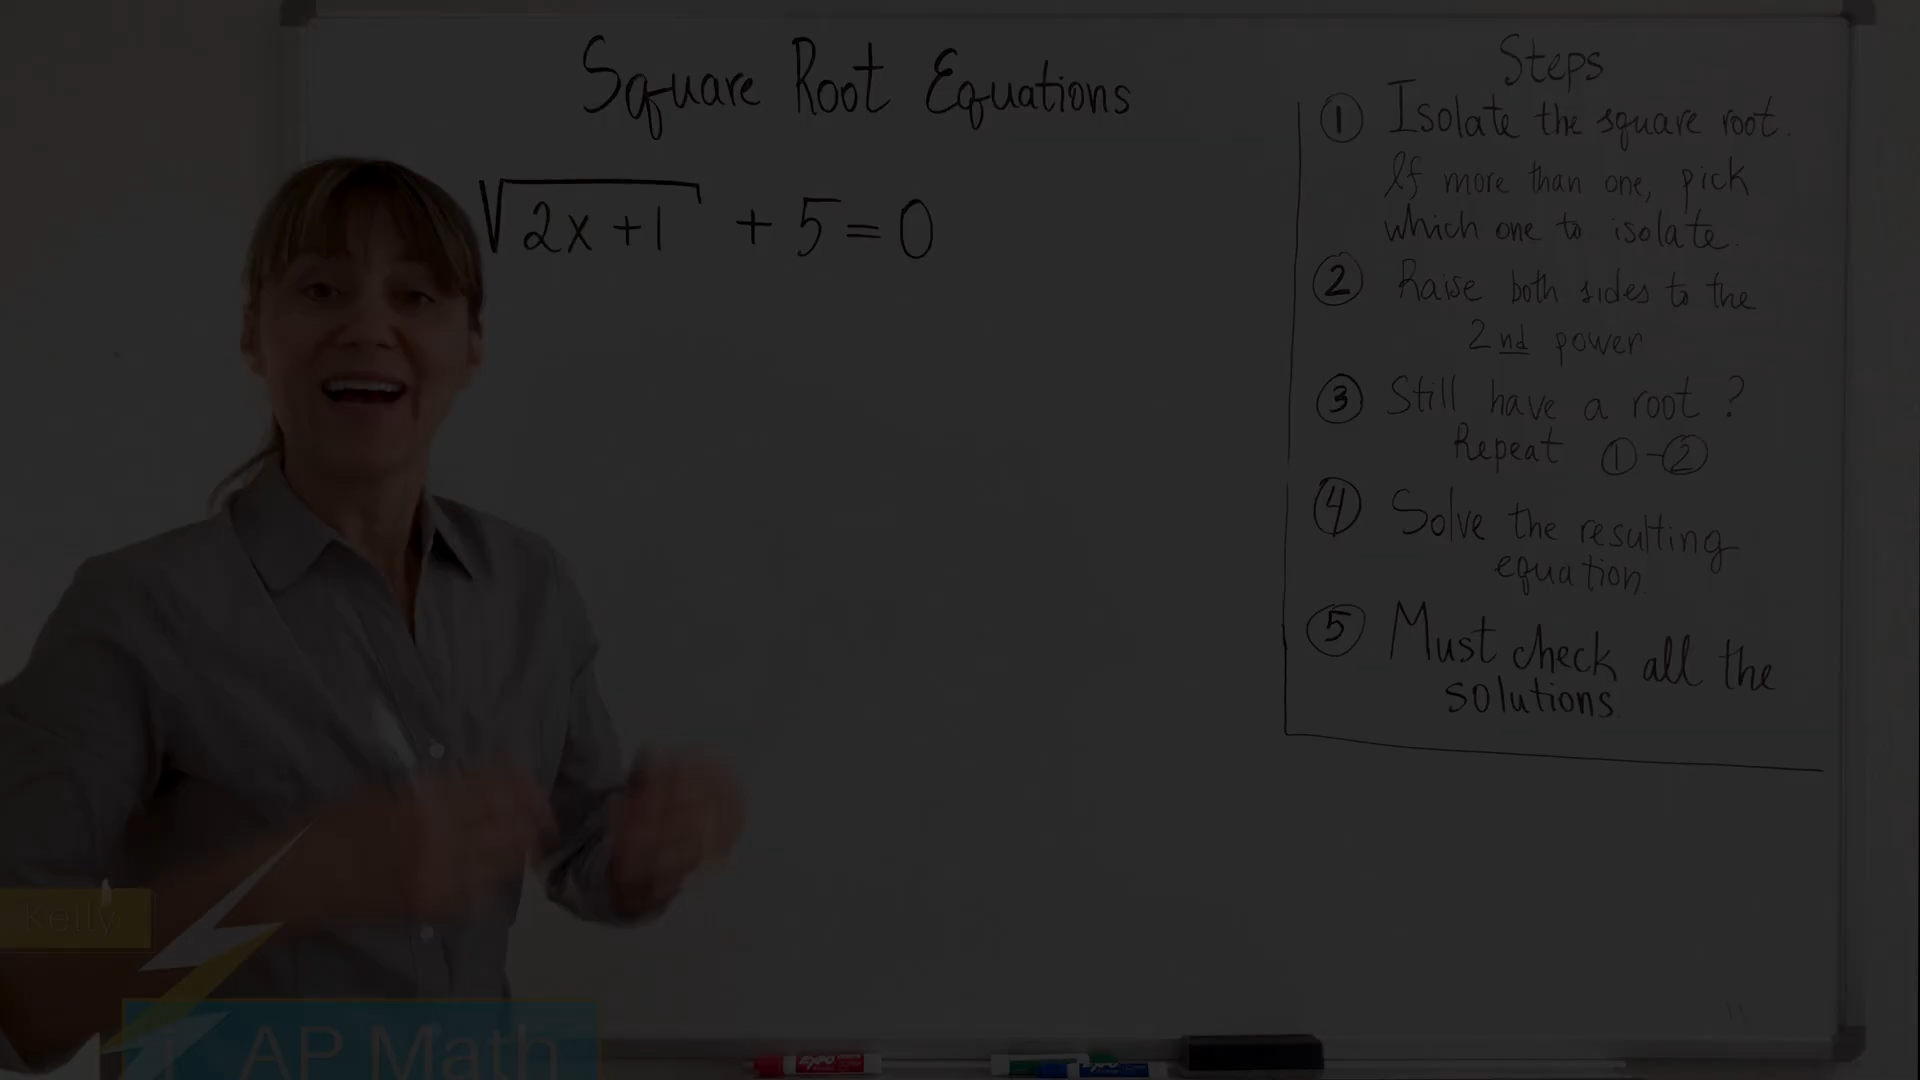 Square Root Equations
√2x+1 + 5 = 0
Steps
① Isolate the square root.
If more than one, pick
which one to isolate.
② Raise both sides to the
2nd power
③ Still have a root?
Repeat ①-②
④ Solve the resulting
equation
⑤ Must check all the
solutions
Kelly
AP Math
EXPO